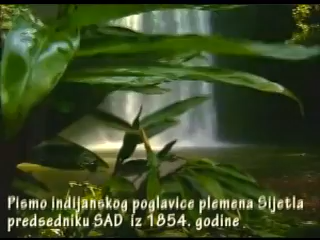 Pismo indijanskog poglavice plemena Sijetla
predsedniku SAD iz 1854. godine